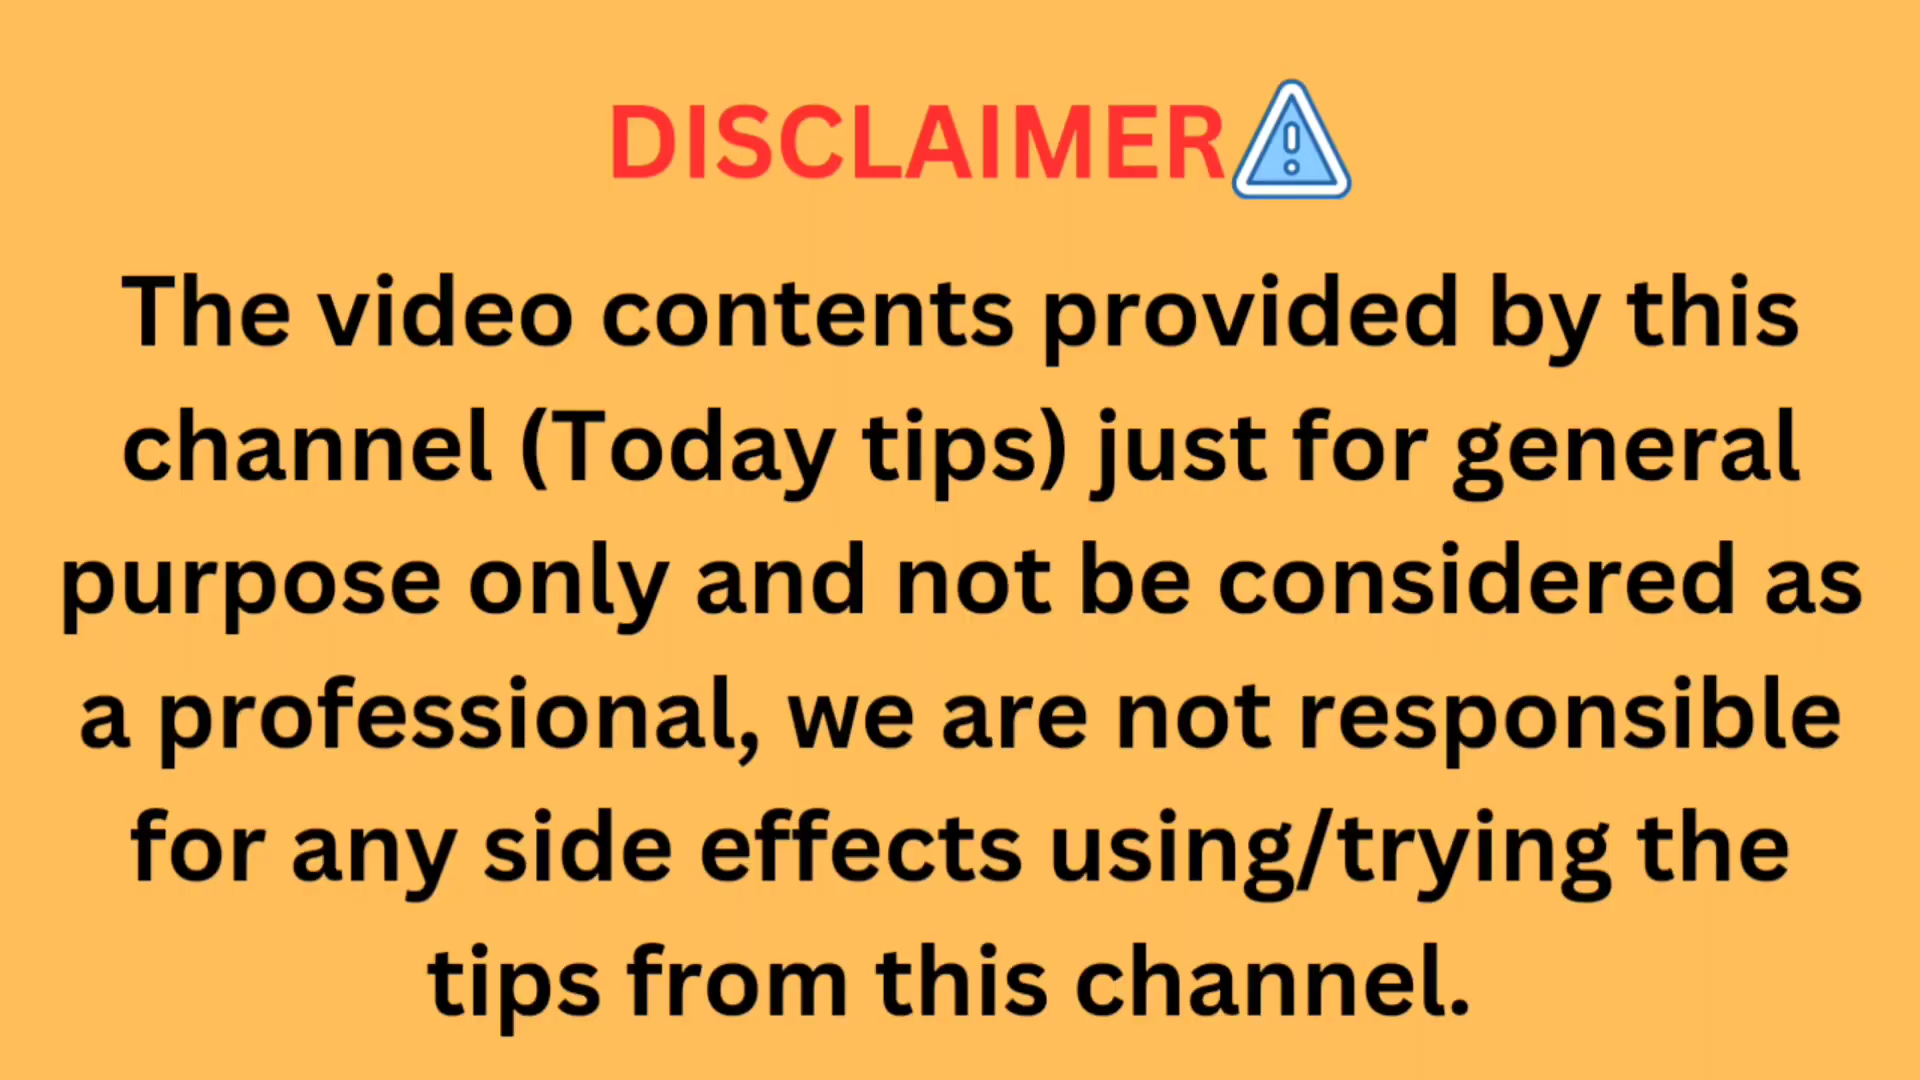 DISCLAIMER
The video contents provided by this
channel (Today tips) just for general
purpose only and not be considered as
a professional, we are not responsible
for any side effects using/trying the
tips from this channel.